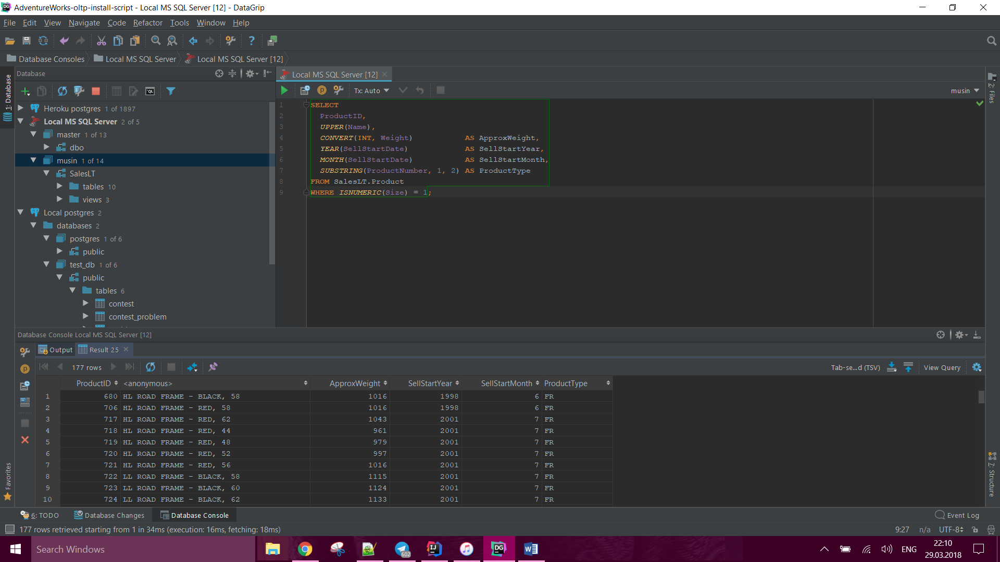 AdventureWorks-oltp-install-script - Local MS SQL Server [12] - DataGrip
File Edit View Navigate Code Refactor Tools Window Help
Database Consoles Local MS SQL Server Local MS SQL Server [12]
Database
Local MS SQL Server [12]
Tx: Auto
musin
1: Database
2: Files
Heroku postgres 1 of 1897
Local MS SQL Server 2 of 5
master 1 of 13
dbo
musin 1 of 14
SalesLT
tables 10
views 3
Local postgres 2
databases 2
postgres 1 of 6
public
test_db 1 of 6
public
tables 6
contest
contest_problem
1 SELECT
2 ProductID,
3 UPPER(Name),
4 CONVERT(INT, Weight) AS ApproxWeight,
5 YEAR(SellStartDate) AS SellStartYear,
6 MONTH(SellStartDate) AS SellStartMonth,
7 SUBSTRING(ProductNumber, 1, 2) AS ProductType
8 FROM SalesLT.Product
9 WHERE ISNUMERIC(Size) = 1;
Database Console Local MS SQL Server [12]
Output Result 25
177 rows Tab-se...d (TSV) View Query
ProductID <anonymous> ApproxWeight SellStartYear SellStartMonth ProductType
1 680 HL ROAD FRAME - BLACK, 58 1016 1998 6 FR
2 706 HL ROAD FRAME - RED, 58 1016 1998 6 FR
3 717 HL ROAD FRAME - RED, 62 1043 2001 7 FR
4 718 HL ROAD FRAME - RED, 44 961 2001 7 FR
5 719 HL ROAD FRAME - RED, 48 979 2001 7 FR
6 720 HL ROAD FRAME - RED, 52 997 2001 7 FR
7 721 HL ROAD FRAME - RED, 56 1016 2001 7 FR
8 722 LL ROAD FRAME - BLACK, 58 1115 2001 7 FR
9 723 LL ROAD FRAME - BLACK, 60 1124 2001 7 FR
10 724 LL ROAD FRAME - BLACK, 62 1133 2001 7 FR
Favorites
7: Structure
6: TODO Database Changes Database Console Event Log
177 rows retrieved starting from 1 in 34ms (execution: 16ms, fetching: 18ms) 9:27 n/a UTF-8
Search Windows
602
DG
ENG
22:10
29.03.2018